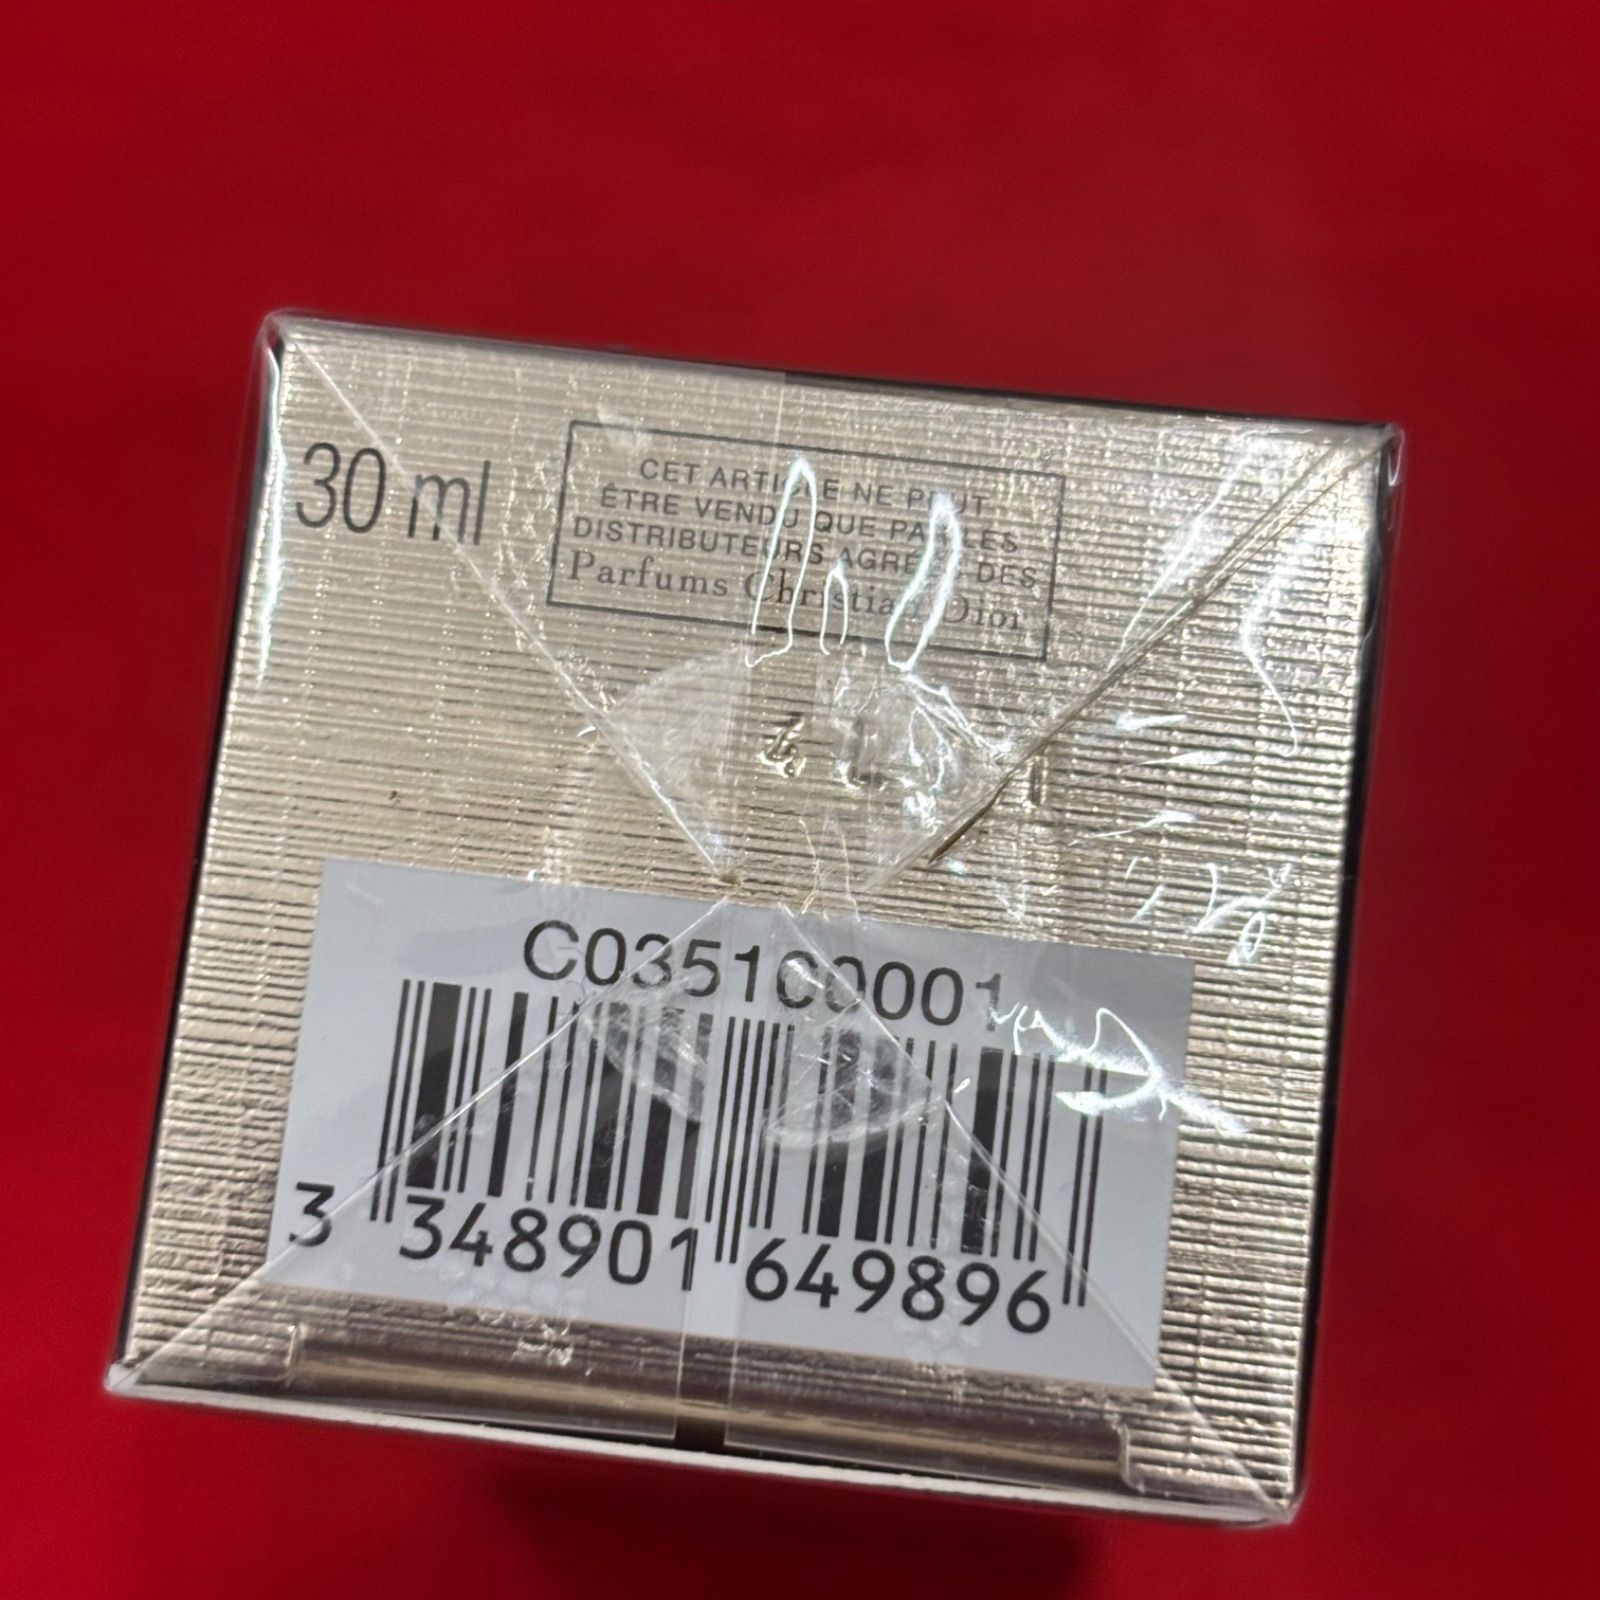 30 ml
CET ARTICLE NE PEUT
ÊTRE VENDU QUE PAR LES
DISTRIBUTEURS AGRÉÉS DES
Parfums Christian Dior
C0351C0001
3 348901 649896